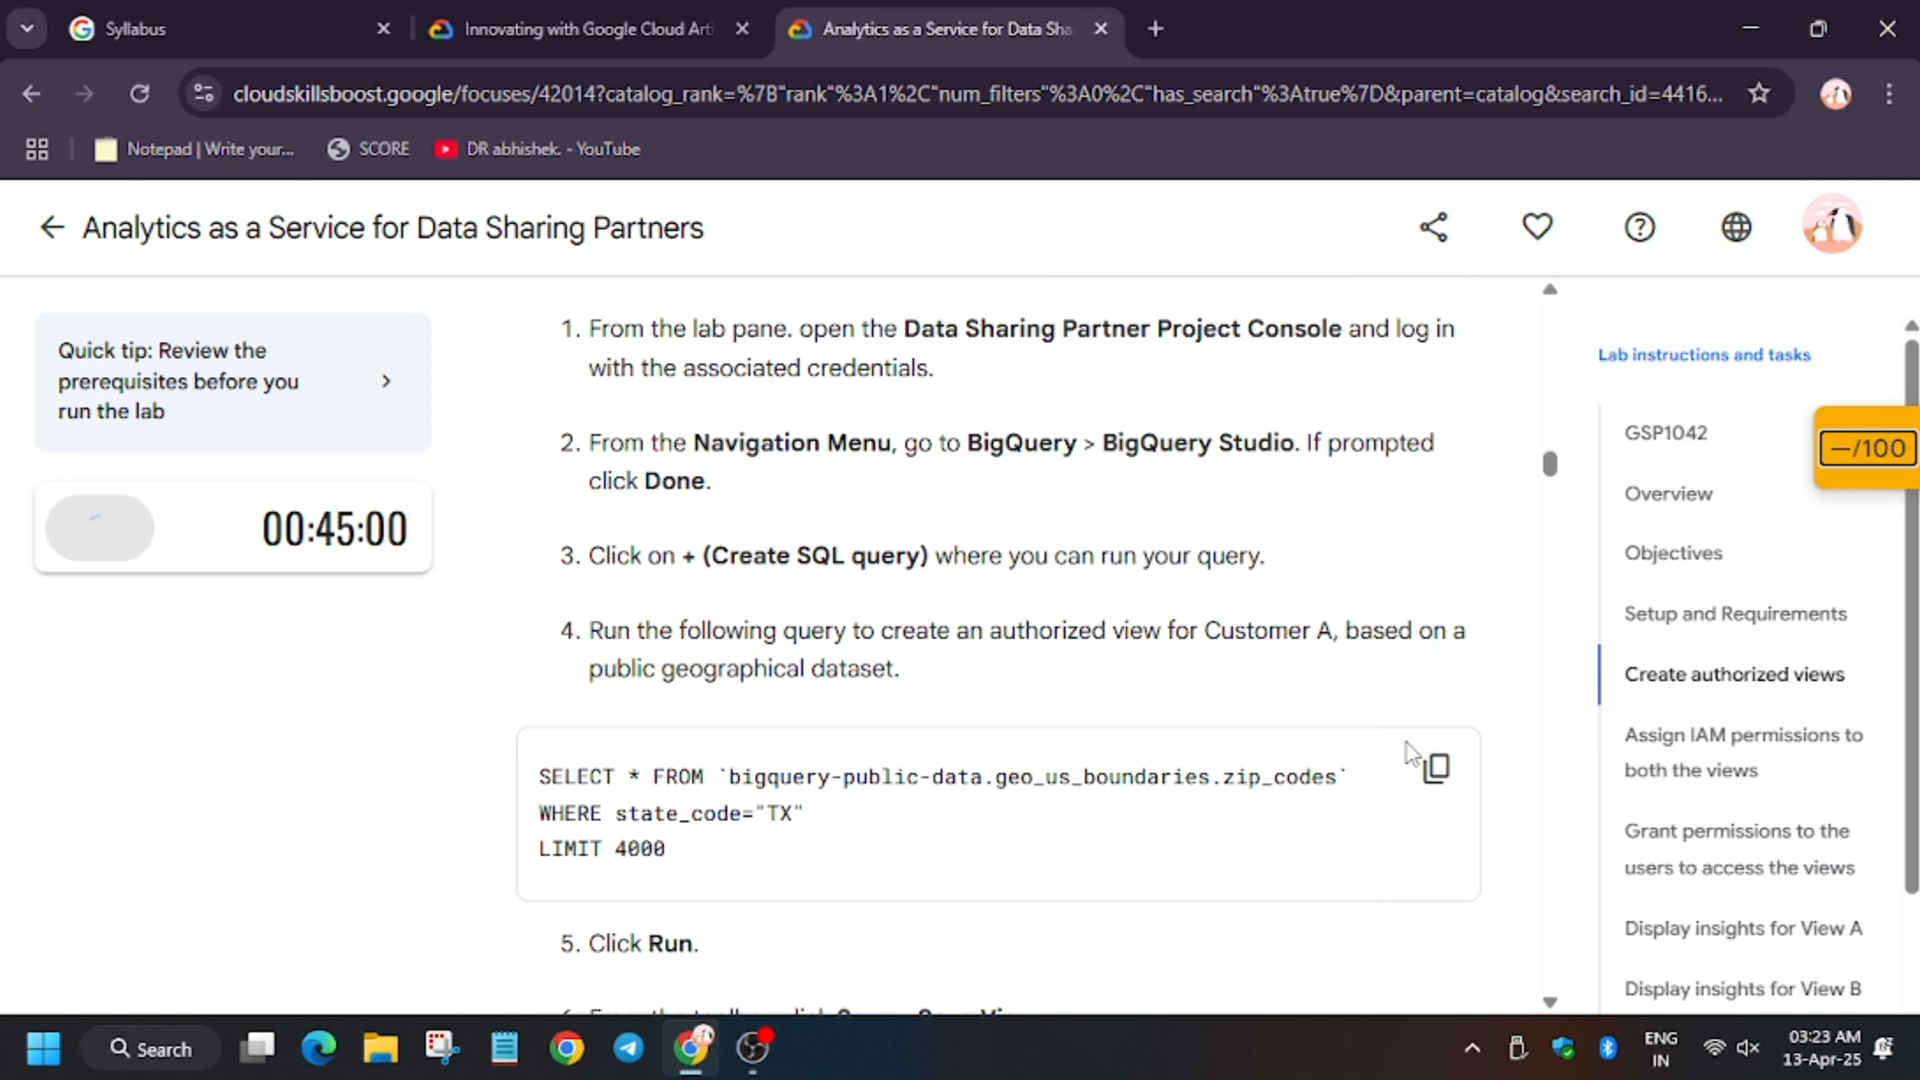 Syllabus
Innovating with Google Cloud Arti
Analytics as a Service for Data Sha
cloudskillsboost.google/focuses/42014?catalog_rank=%7B"rank"%3A1%2C"num_filters"%3A0%2C"has_search"%3Atrue%7D&parent=catalog&search_id=4416...
Notepad | Write your...
SCORE
DR abhishek. - YouTube
Analytics as a Service for Data Sharing Partners
Quick tip: Review the
prerequisites before you
run the lab
00:45:00
1. From the lab pane. open the Data Sharing Partner Project Console and log in
with the associated credentials.
2. From the Navigation Menu, go to BigQuery > BigQuery Studio. If prompted
click Done.
3. Click on + (Create SQL query) where you can run your query.
4. Run the following query to create an authorized view for Customer A, based on a
public geographical dataset.
SELECT * FROM `bigquery-public-data.geo_us_boundaries.zip_codes`
WHERE state_code="TX"
LIMIT 4000
5. Click Run.
Lab instructions and tasks
GSP1042
—/100
Overview
Objectives
Setup and Requirements
Create authorized views
Assign IAM permissions to
both the views
Grant permissions to the
users to access the views
Display insights for View A
Display insights for View B
Search
ENG
IN
03:23 AM
13-Apr-25